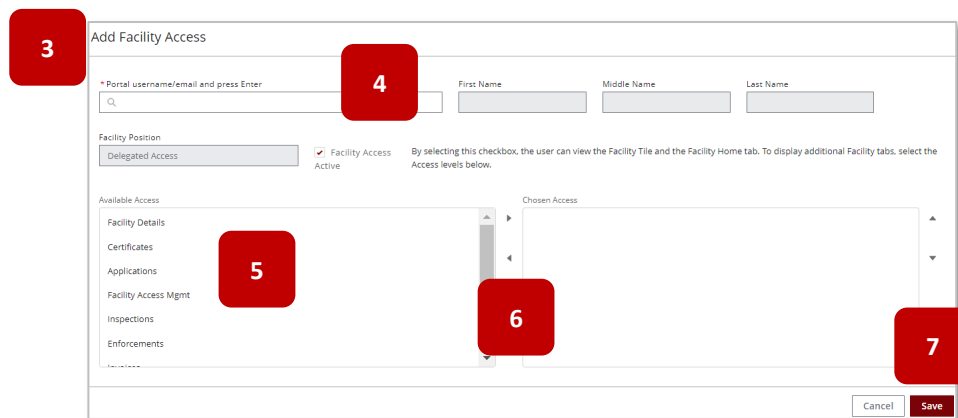 3
Add Facility Access
4
* Portal username/email and press Enter
First Name
Middle Name
Last Name
Facility Position
Delegated Access
Facility Access Active
By selecting this checkbox, the user can view the Facility Tile and the Facility Home tab. To display additional Facility tabs, select the
Access levels below.
Available Access
Chosen Access
Facility Details
Certificates
5
Applications
Facility Access Mgmt
Inspections
6
Enforcements
Invoices
7
Cancel
Save